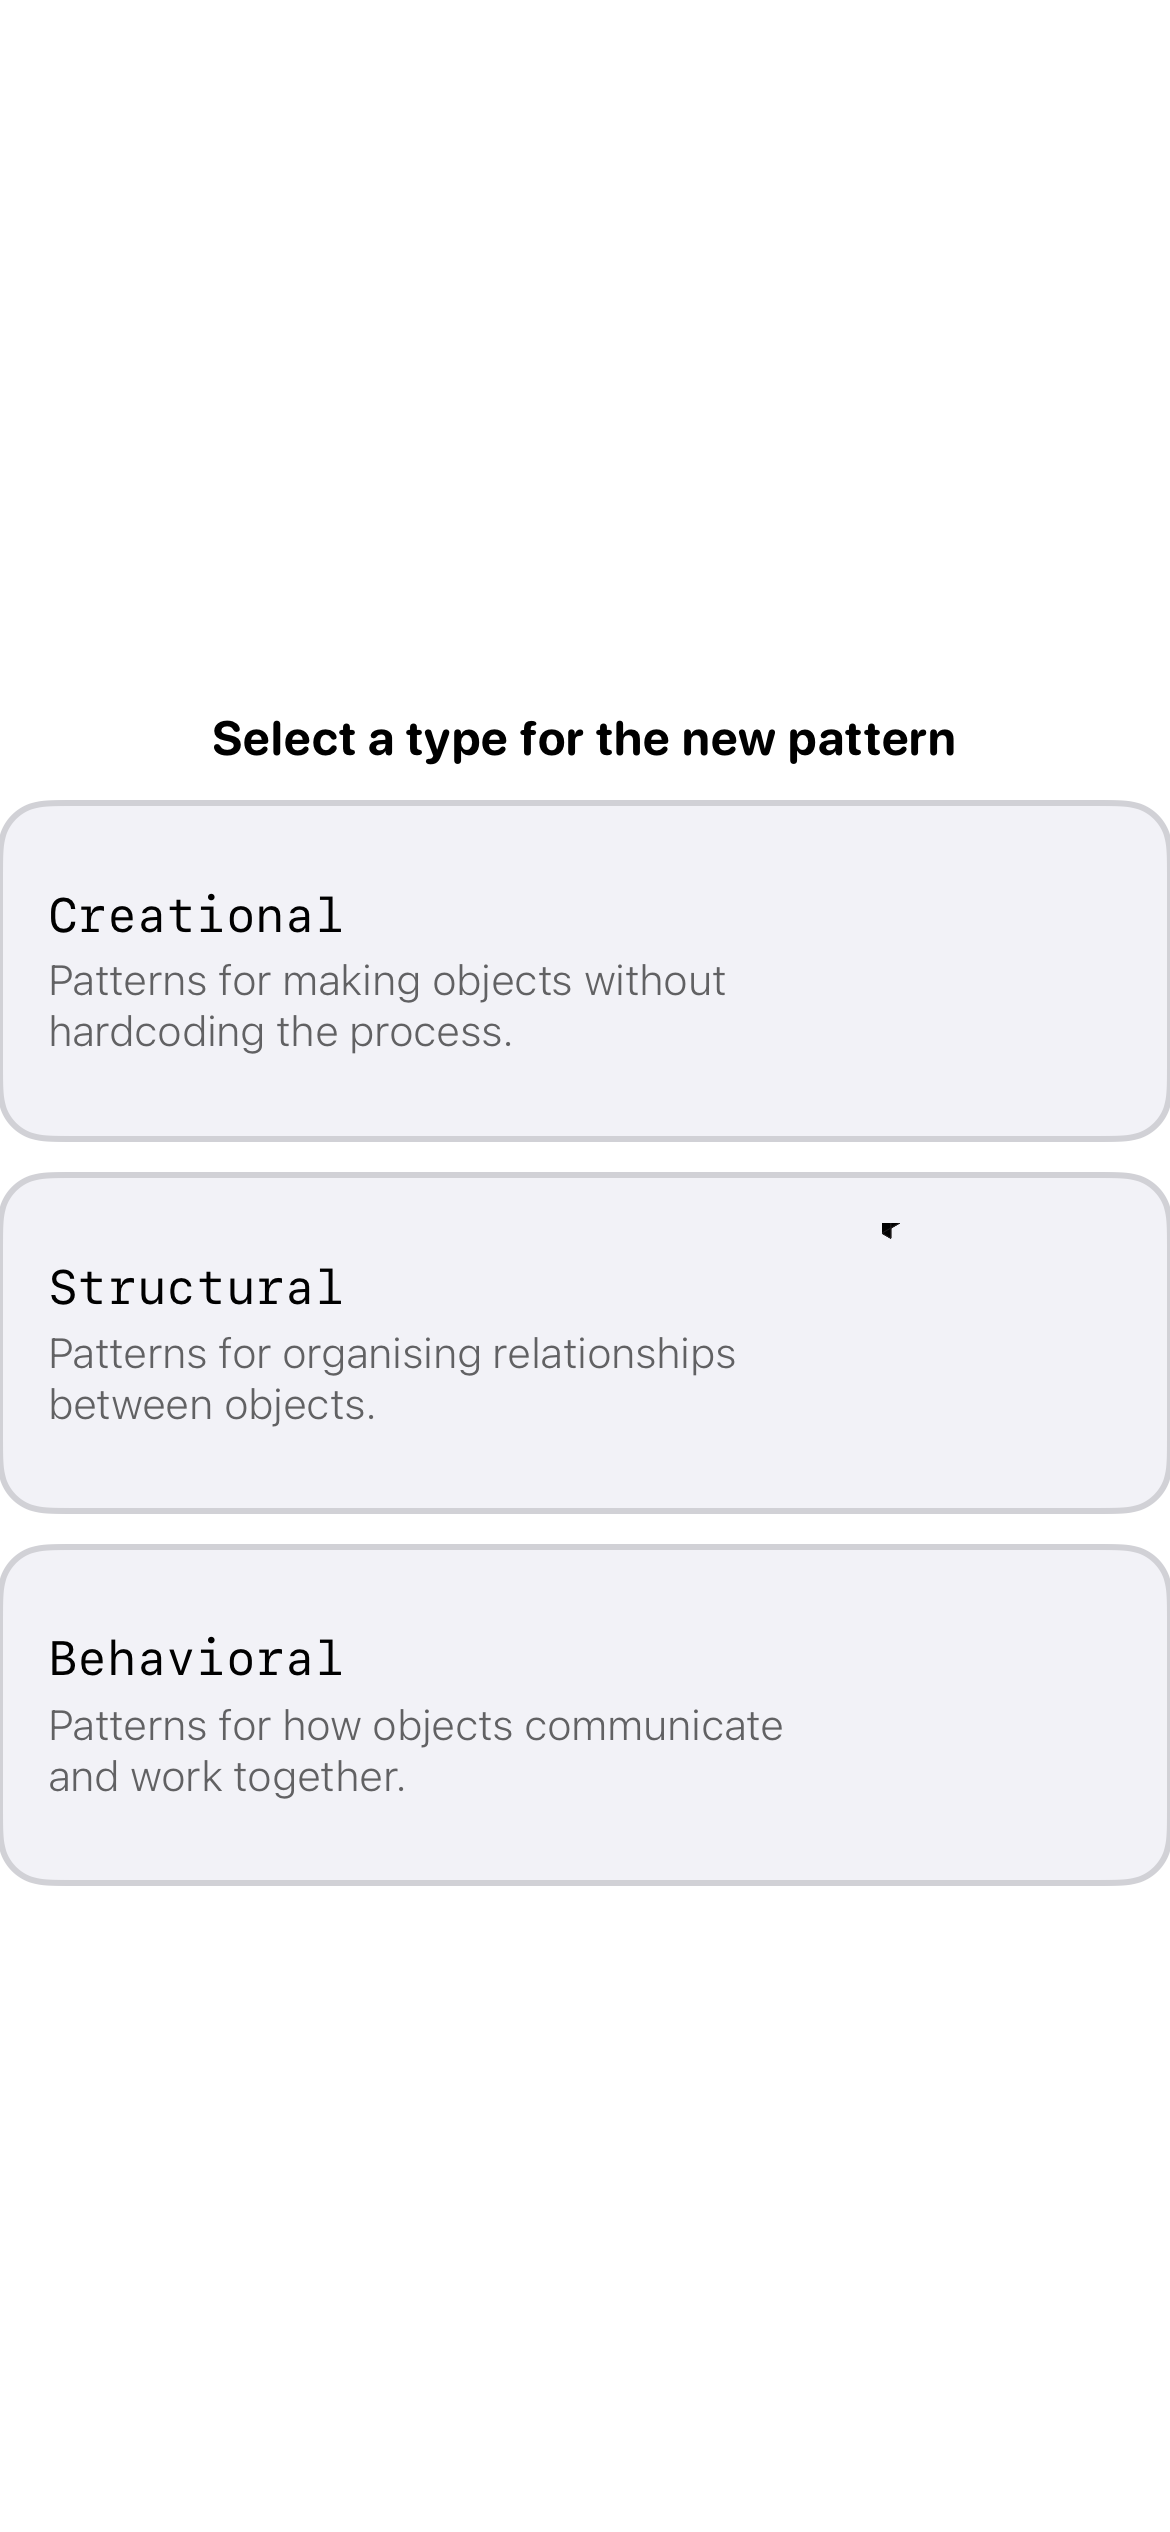 Select a type for the new pattern
Creational
Patterns for making objects without
hardcoding the process.
Structural
Patterns for organising relationships
between objects.
Behavioral
Patterns for how objects communicate
and work together.